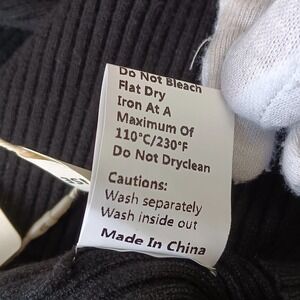 Do Not Bleach
Flat Dry
Iron At A
Maximum Of
110°C/230°F
Do Not Dryclean
Cautions:
Wash separately
Wash inside out
Made In China